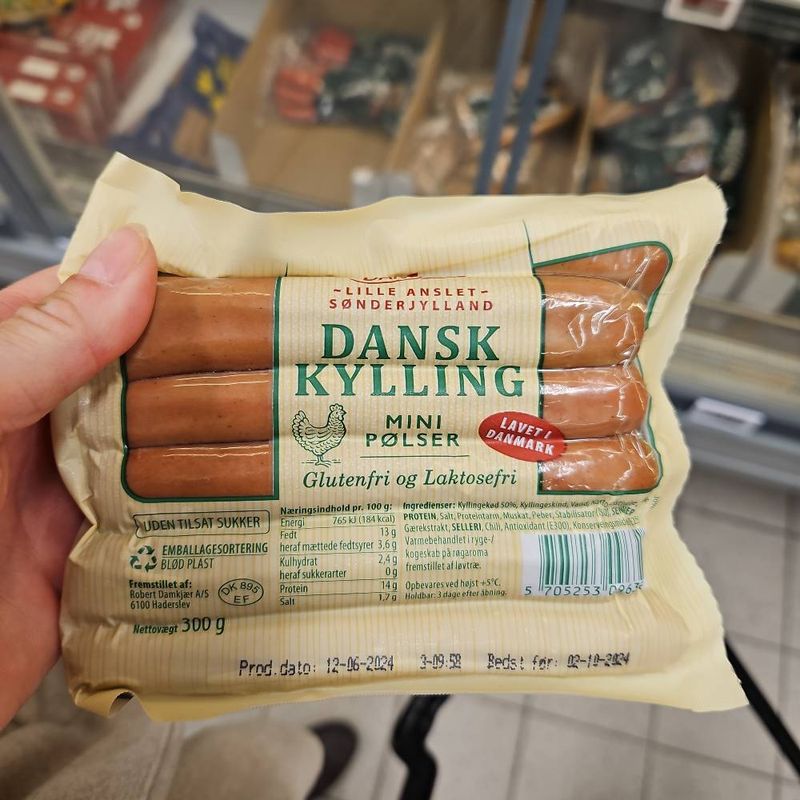 ~LILLE ANSLET~
SØNDERJYLLAND
DANSK
KYLLING
MINI
PØLSER
LAVET I
DANMARK
Glutenfri og Laktosefri
UDEN TILSAT SUKKER
EMBALLAGESORTERING
BLØD PLAST
Fremstillet af:
Robert Damkjær A/S
6100 Haderslev
DK 895
EF
Nettovægt 300 g
Næringsindhold pr. 100 g:
Energi 765 kJ (184 kcal)
Fedt 13 g
heraf mættede fedtsyrer 3,6 g
Kulhydrat 2,4 g
heraf sukkerarter 0 g
Protein 14 g
Salt 1,7 g
Ingredienser: Kyllingekød 50%, Kyllingeskind, Vand,
PROTEIN, Salt, Proteintarm, Muskat, Peber, Stabilisator
Gærekstrakt, SELLERI, Chili, Antioxidant (E300),
Varmebehandlet i ryge-/
kogeskab på røgaroma
fremstillet af løvtræ.
Opbevares ved højst +5°C.
Holdbar: 3 dage efter åbning.
5 705253
Prod.dato: 12-06-2024 3-09:58 Bedst før: 02-10-2024